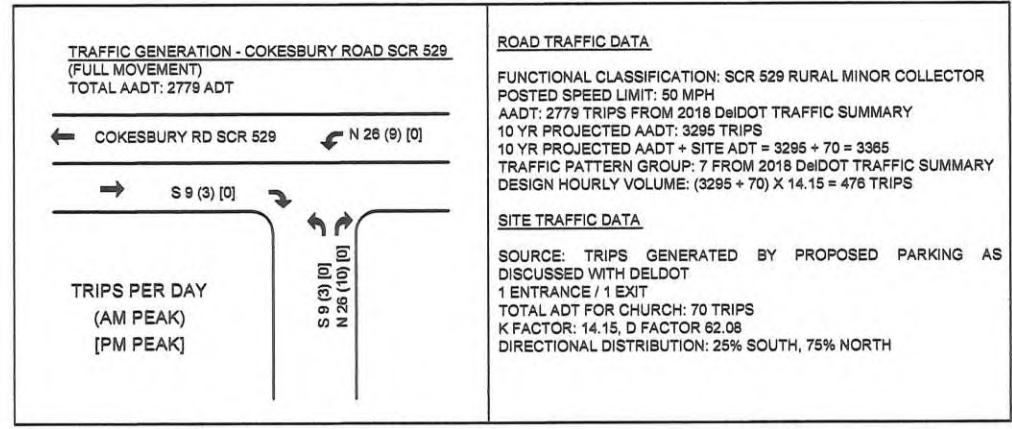 TRAFFIC GENERATION - COKESBURY ROAD SCR 529
(FULL MOVEMENT)
TOTAL AADT: 2779 ADT
COKESBURY RD SCR 529
N 26 (9) [0]
S 9 (3) [0]
S 9 (3) [0]
N 26 (10) [0]
TRIPS PER DAY
(AM PEAK)
[PM PEAK]
ROAD TRAFFIC DATA
FUNCTIONAL CLASSIFICATION: SCR 529 RURAL MINOR COLLECTOR
POSTED SPEED LIMIT: 50 MPH
AADT: 2779 TRIPS FROM 2018 DelDOT TRAFFIC SUMMARY
10 YR PROJECTED AADT: 3295 TRIPS
10 YR PROJECTED AADT + SITE ADT = 3295 + 70 = 3365
TRAFFIC PATTERN GROUP: 7 FROM 2018 DelDOT TRAFFIC SUMMARY
DESIGN HOURLY VOLUME: (3295 + 70) X 14.15 = 476 TRIPS
SITE TRAFFIC DATA
SOURCE: TRIPS GENERATED BY PROPOSED PARKING AS
DISCUSSED WITH DELDOT
1 ENTRANCE / 1 EXIT
TOTAL ADT FOR CHURCH: 70 TRIPS
K FACTOR: 14.15, D FACTOR 62.08
DIRECTIONAL DISTRIBUTION: 25% SOUTH, 75% NORTH